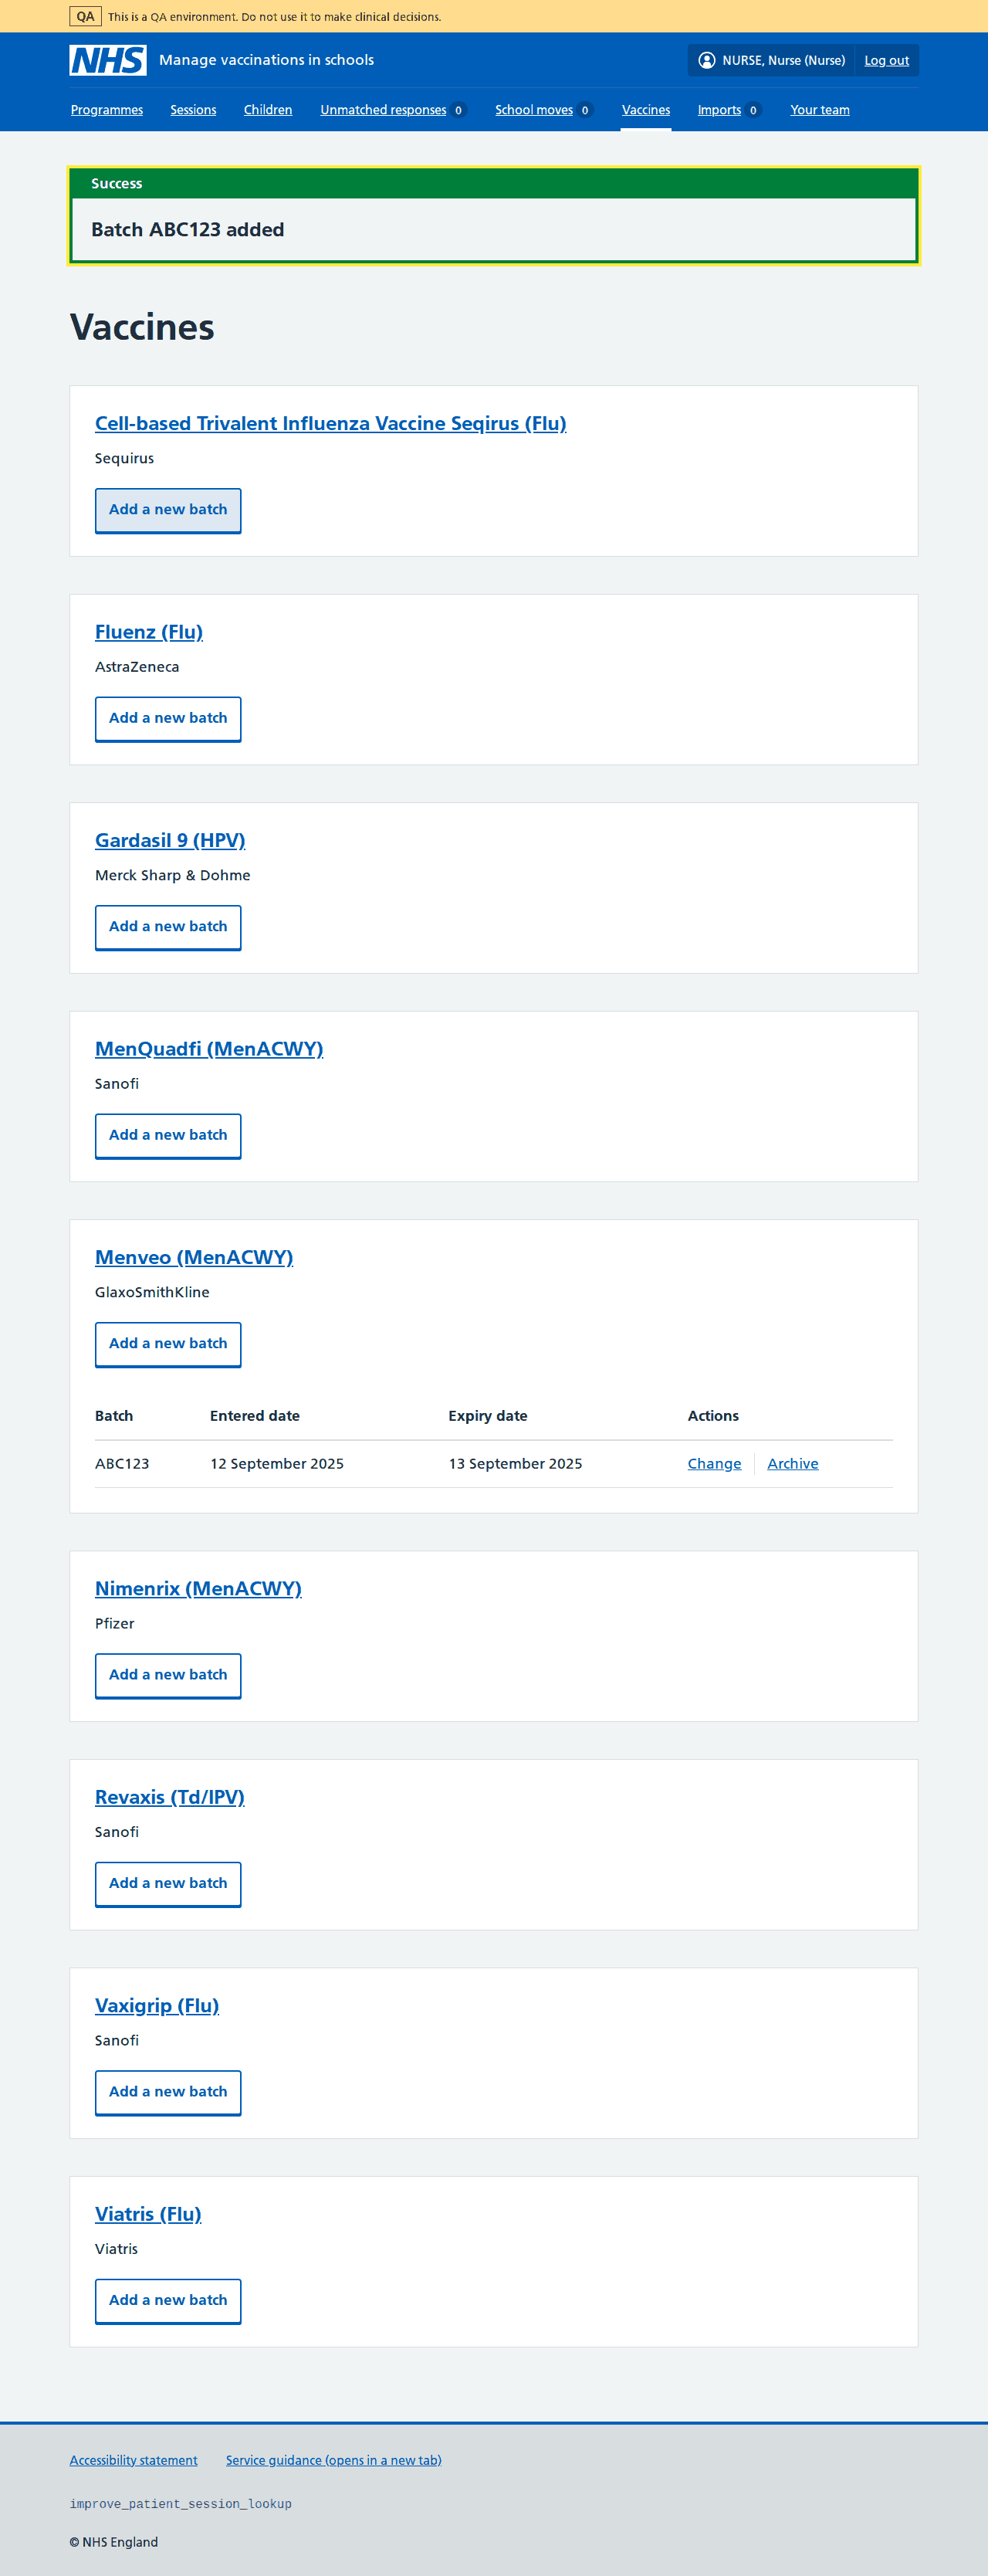 QA This is a QA environment. Do not use it to make clinical decisions.
NHS Manage vaccinations in schools NURSE, Nurse (Nurse) Log out
Programmes Sessions Children Unmatched responses 0 School moves 0 Vaccines Imports 0 Your team
Success
Batch ABC123 added
Vaccines
Cell-based Trivalent Influenza Vaccine Seqirus (Flu)
Sequirus
Add a new batch
Fluenz (Flu)
AstraZeneca
Add a new batch
Gardasil 9 (HPV)
Merck Sharp & Dohme
Add a new batch
MenQuadfi (MenACWY)
Sanofi
Add a new batch
Menveo (MenACWY)
GlaxoSmithKline
Add a new batch
Batch Entered date Expiry date Actions
ABC123 12 September 2025 13 September 2025 Change Archive
Nimenrix (MenACWY)
Pfizer
Add a new batch
Revaxis (Td/IPV)
Sanofi
Add a new batch
Vaxigrip (Flu)
Sanofi
Add a new batch
Viatris (Flu)
Viatris
Add a new batch
Accessibility statement Service guidance (opens in a new tab)
improve_patient_session_lookup
© NHS England